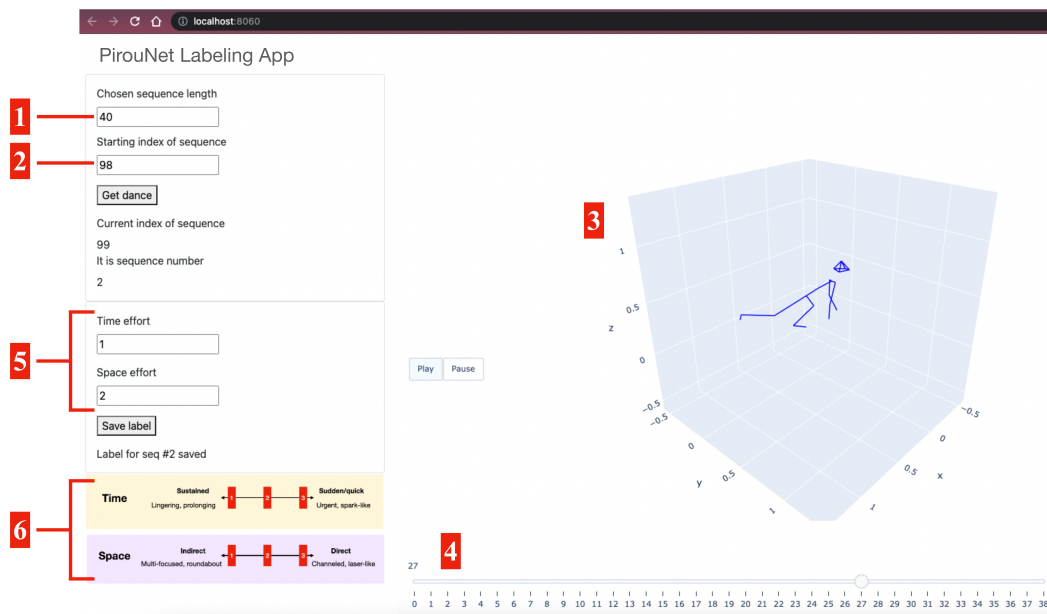 localhost:8060
PirouNet Labeling App
Chosen sequence length
1
40
Starting index of sequence
2
98
Get dance
Current index of sequence
99
It is sequence number
2
5
Time effort
1
Space effort
2
Save label
Label for seq #2 saved
6
Time
Sustained
Lingering, prolonging
1 2 3
Sudden/quick
Urgent, spark-like
Space
Indirect
Multi-focused, roundabout
1 2 3
Direct
Channeled, laser-like
Play Pause
3
1
0.5
z
0
−0.5
−0.5
0
y
0.5
1
−0.5
0
0.5
x
1
4
27
0 1 2 3 4 5 6 7 8 9 10 11 12 13 14 15 16 17 18 19 20 21 22 23 24 25 26 27 28 29 30 31 32 33 34 35 36 37 38